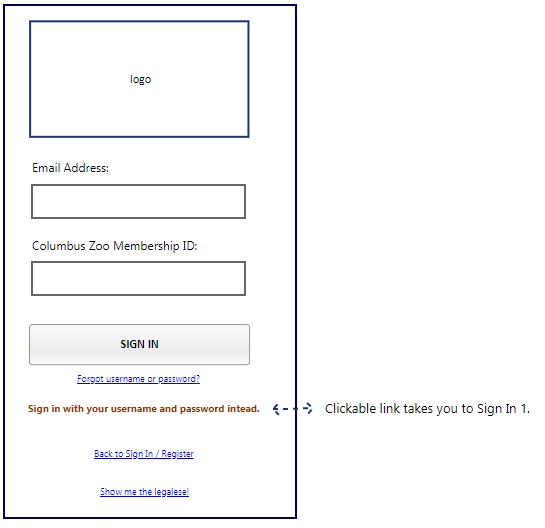 logo
Email Address:
Columbus Zoo Membership ID:
SIGN IN
Forgot username or password?
Sign in with your username and password intead.
Clickable link takes you to Sign In 1.
Back to Sign In / Register
Show me the legalese!